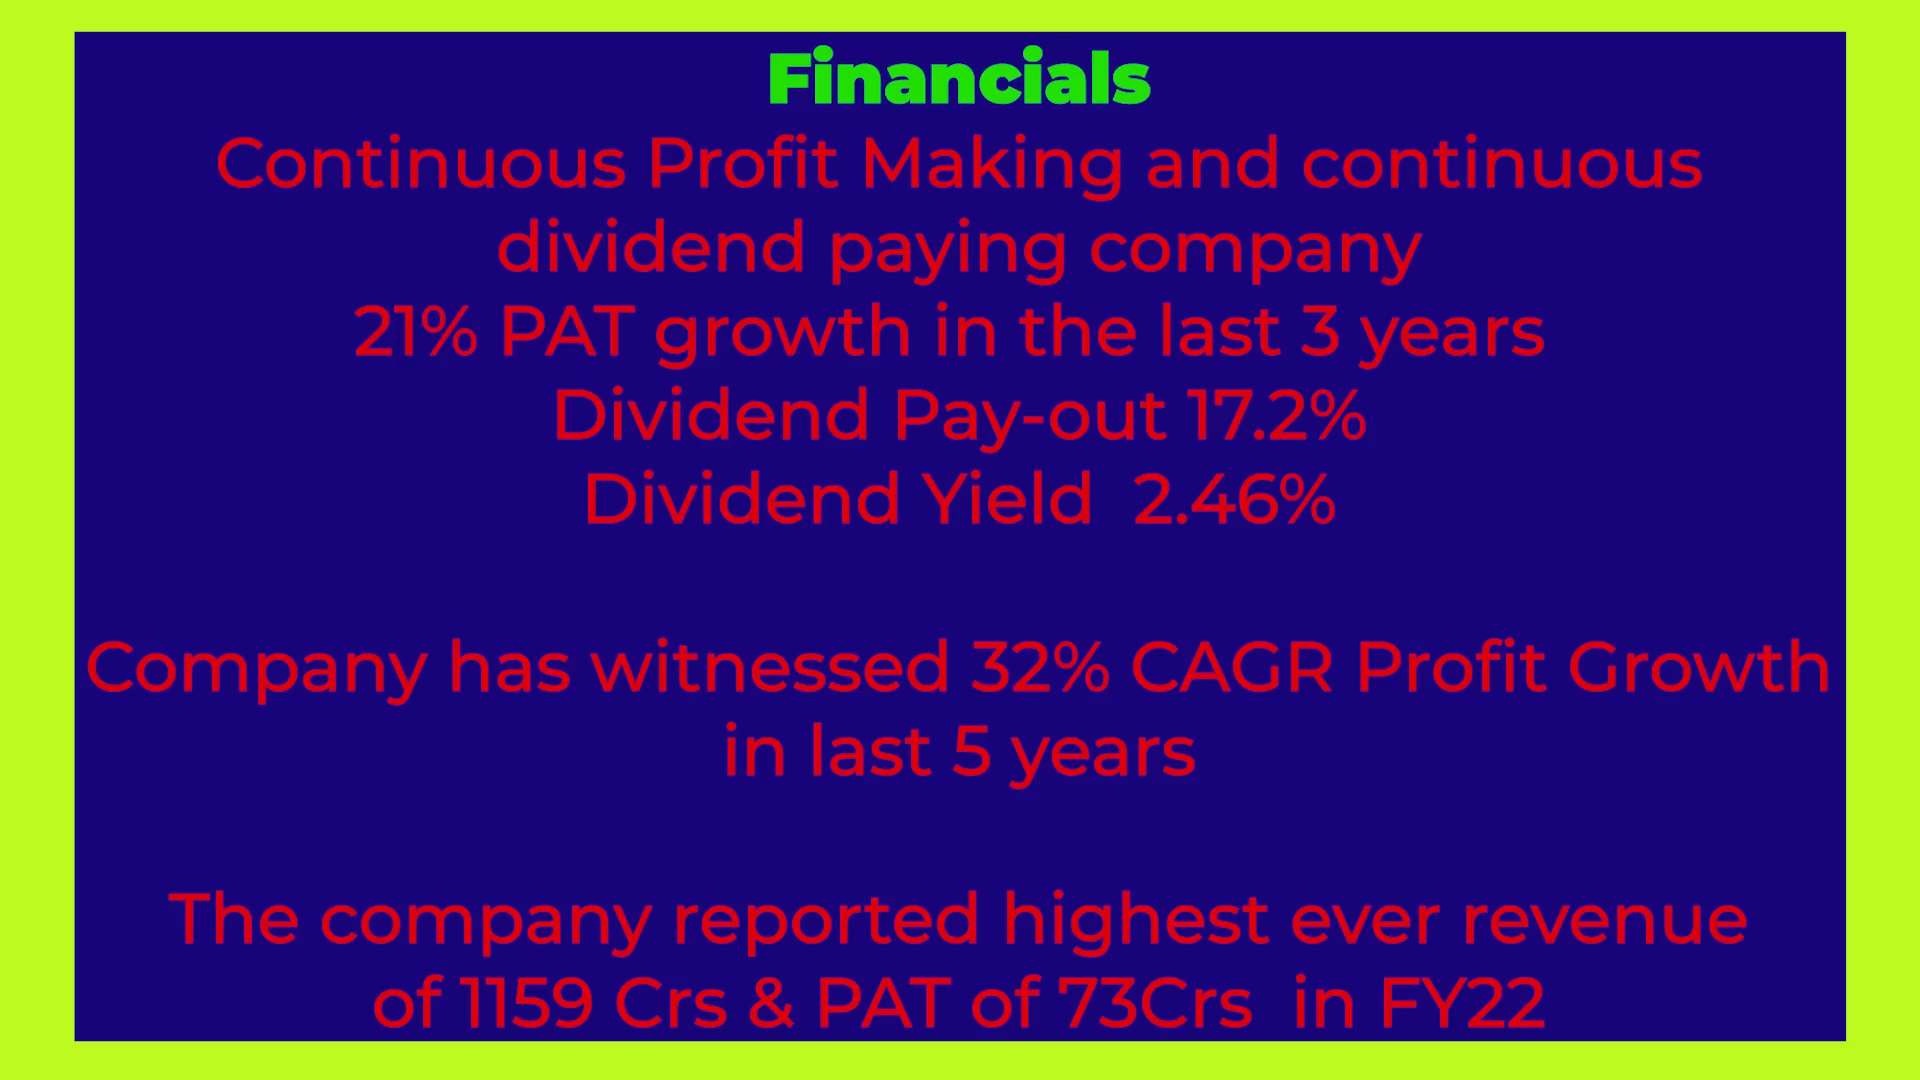 Financials
Continuous Profit Making and continuous
dividend paying company
21% PAT growth in the last 3 years
Dividend Pay-out 17.2%
Dividend Yield  2.46%
Company has witnessed 32% CAGR Profit Growth
in last 5 years
The company reported highest ever revenue
of 1159 Crs & PAT of 73Crs  in FY22